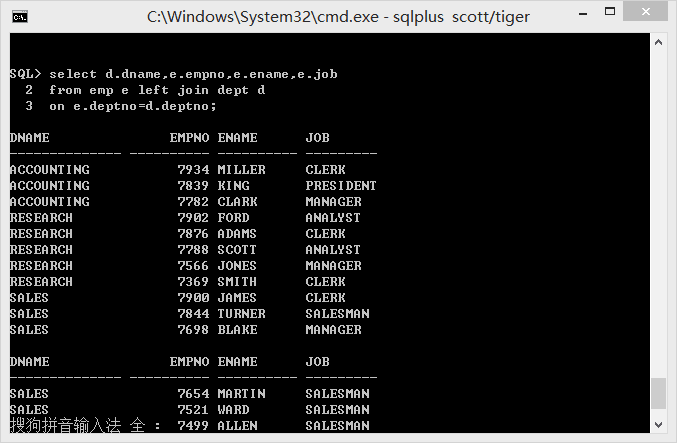 C:\Windows\System32\cmd.exe - sqlplus scott/tiger
SQL> select d.dname,e.empno,e.ename,e.job
2 from emp e left join dept d
3 on e.deptno=d.deptno;
DNAME EMPNO ENAME JOB
-------------- ---------- ---------- ---------
ACCOUNTING 7934 MILLER CLERK
ACCOUNTING 7839 KING PRESIDENT
ACCOUNTING 7782 CLARK MANAGER
RESEARCH 7902 FORD ANALYST
RESEARCH 7876 ADAMS CLERK
RESEARCH 7788 SCOTT ANALYST
RESEARCH 7566 JONES MANAGER
RESEARCH 7369 SMITH CLERK
SALES 7900 JAMES CLERK
SALES 7844 TURNER SALESMAN
SALES 7698 BLAKE MANAGER
DNAME EMPNO ENAME JOB
-------------- ---------- ---------- ---------
SALES 7654 MARTIN SALESMAN
SALES 7521 WARD SALESMAN
搜狗拼音输入法 全 : 7499 ALLEN SALESMAN